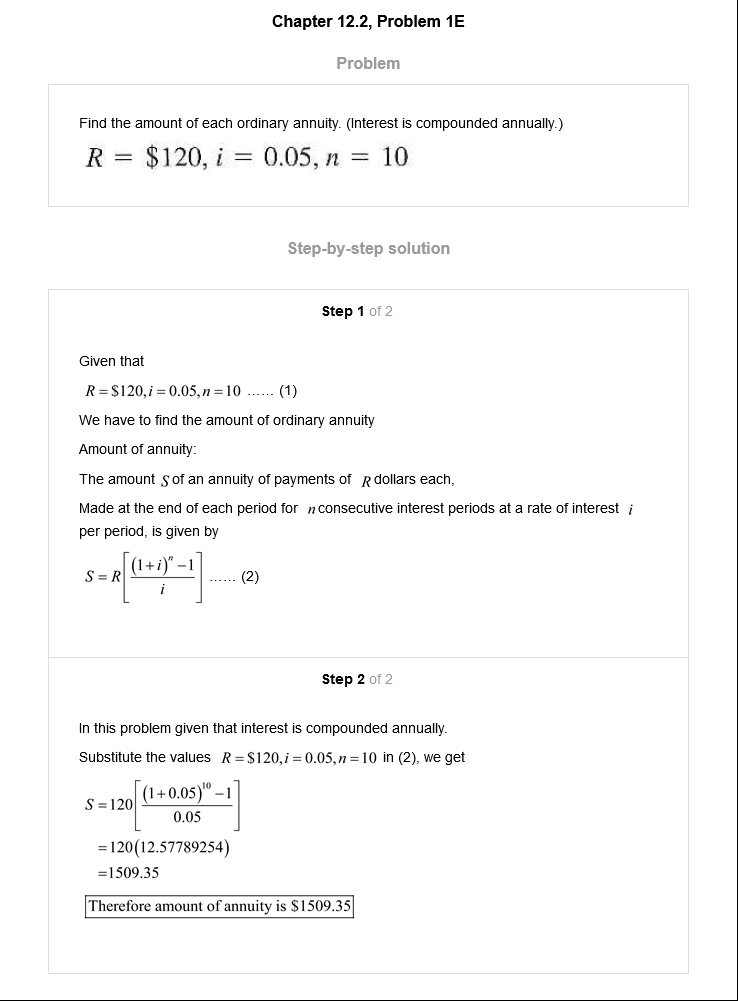 Chapter 12.2, Problem 1E
Problem
Find the amount of each ordinary annuity. (Interest is compounded annually.)
R = $120, i = 0.05, n = 10
Step-by-step solution
Step 1 of 2
Given that
R = $120, i = 0.05, n = 10 …… (1)
We have to find the amount of ordinary annuity
Amount of annuity:
The amount S of an annuity of payments of R dollars each,
Made at the end of each period for n consecutive interest periods at a rate of interest i
per period, is given by
S = R[((1+i)^n −1)/i] …… (2)
Step 2 of 2
In this problem given that interest is compounded annually.
Substitute the values R = $120, i = 0.05, n = 10 in (2), we get
S = 120[((1+0.05)^10 −1)/0.05]
= 120(12.57789254)
=1509.35
Therefore amount of annuity is $1509.35